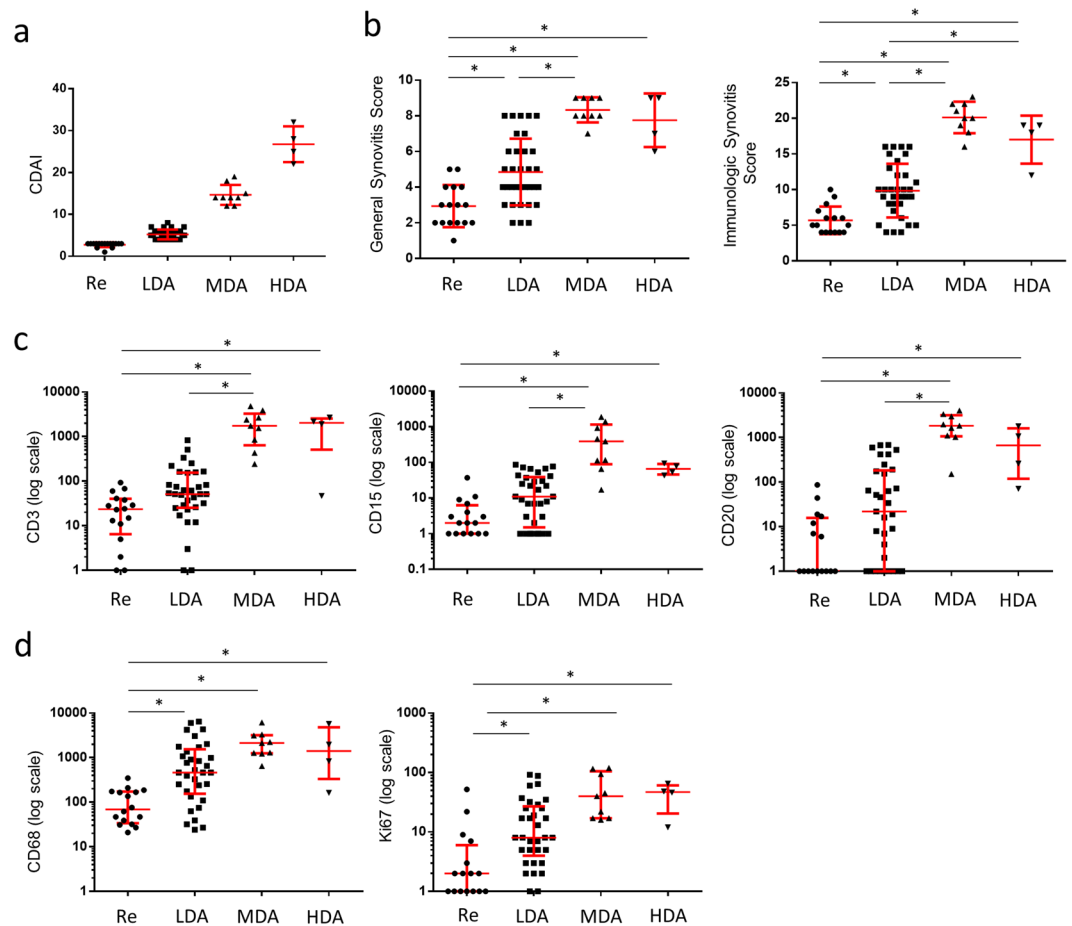 a
CDAI
40
30
20
10
0
Re LDA MDA HDA
b
* * * *
General Synovitis Score
10
8
6
4
2
0
Re LDA MDA HDA
* * * * *
Immunologic Synovitis
Score
25
20
15
10
5
0
Re LDA MDA HDA
c
* * *
CD3 (log scale)
10000
1000
100
10
1
Re LDA MDA HDA
* * *
CD15 (log scale)
10000
1000
100
10
1
0.1
Re LDA MDA HDA
* * *
CD20 (log scale)
10000
1000
100
10
1
Re LDA MDA HDA
d
* * *
CD68 (log scale)
10000
1000
100
10
1
Re LDA MDA HDA
* * *
Ki67 (log scale)
1000
100
10
1
Re LDA MDA HDA